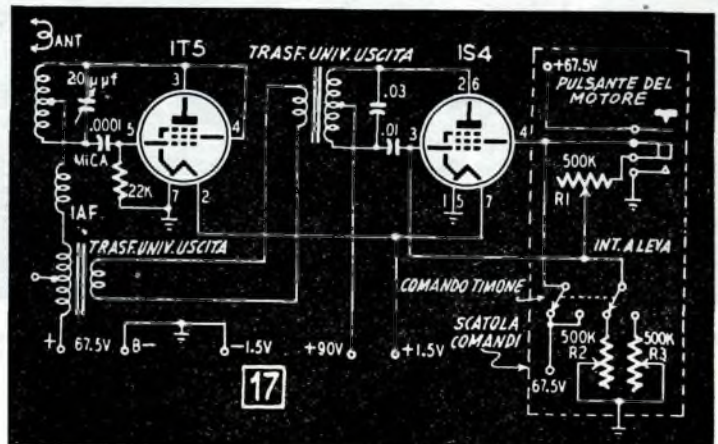 ANT
1T5
TRASF. UNIV. USCITA
1S4
+67.5V
PULSANTE DEL
MOTORE
20 μμf
3
2 6
.03
.0001
5
4
.01
3
4
MICA
500K
22K
7
2
1 5
7
R1
1AF
INT. A LEVA
TRASF. UNIV. USCITA
COMANDO TIMONE
SCATOLA
COMANDI
500K
R2
500K
R3
+
67.5V
B-
-1.5V
+90V
+1.5V
67.5V
17